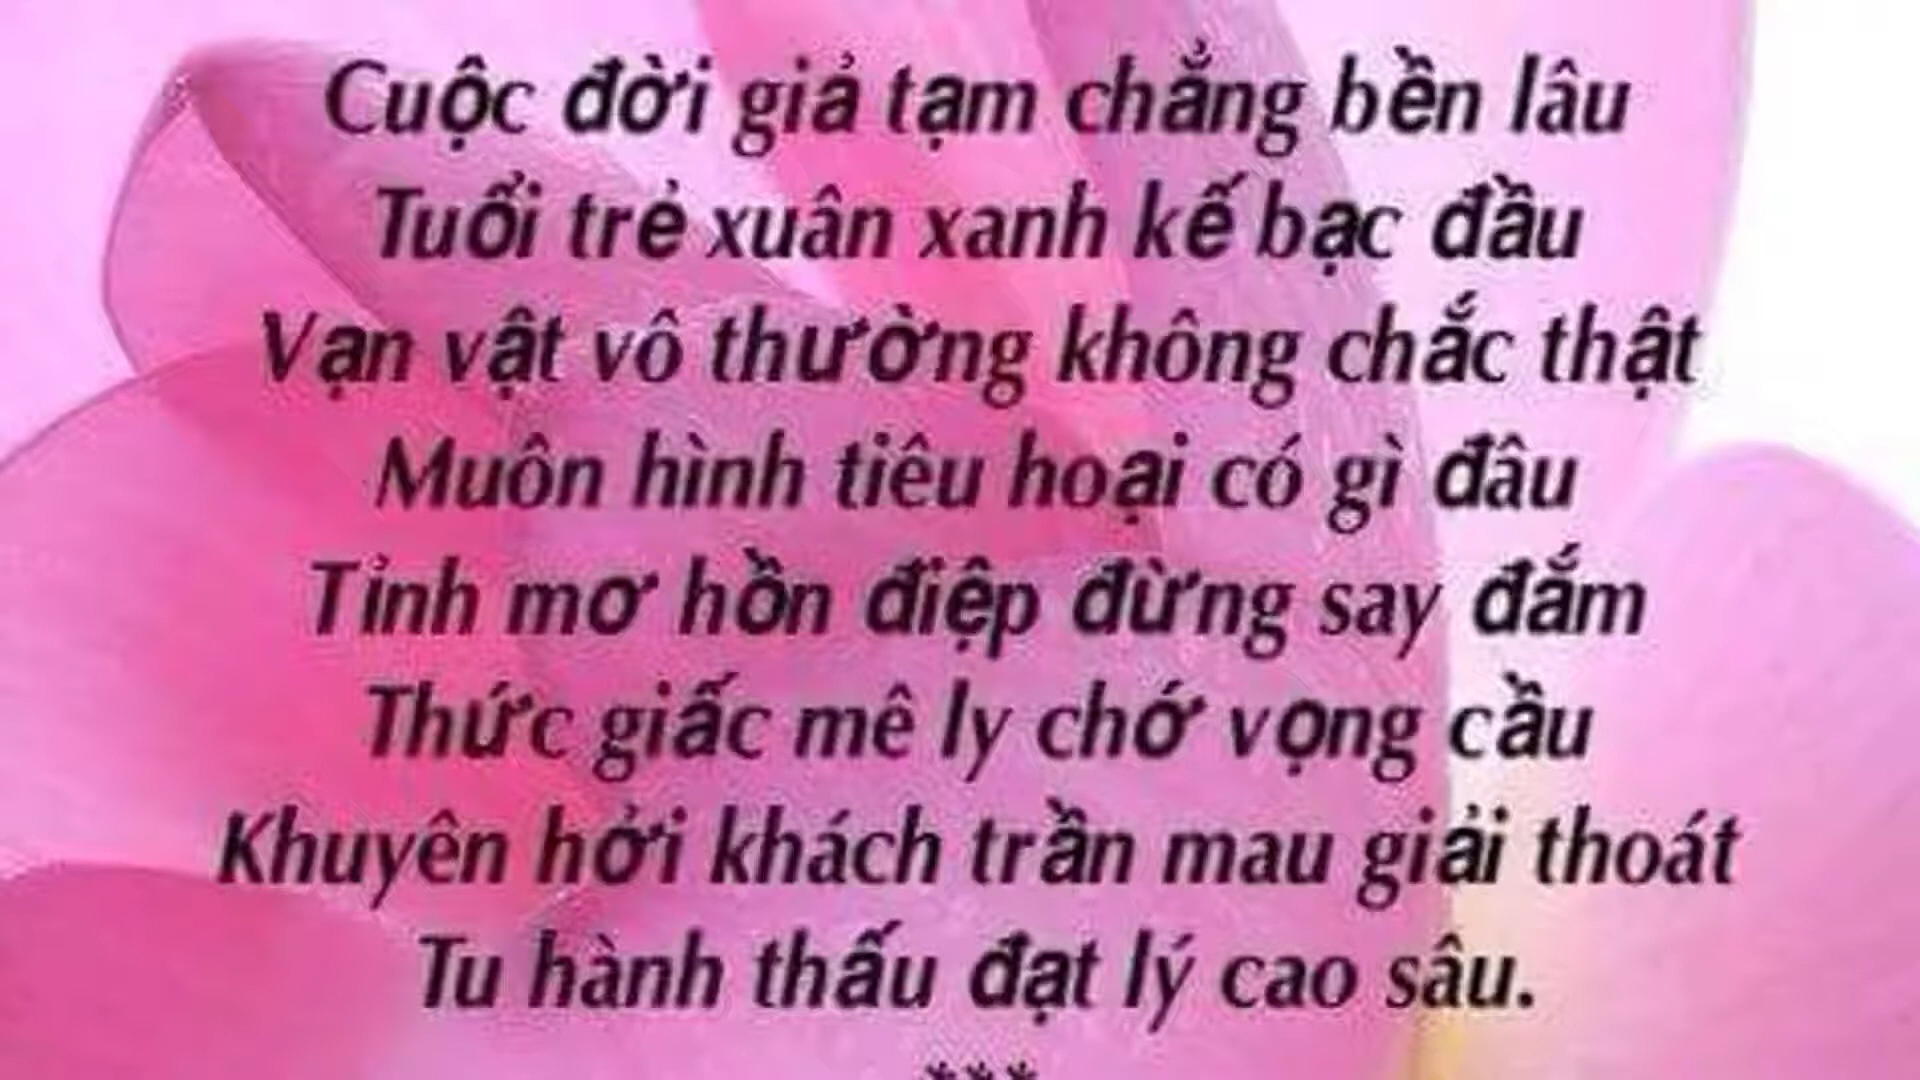 Cuộc đời giả tạm chẳng bền lâu
Tuổi trẻ xuân xanh kế bạc đầu
Vạn vật vô thường không chắc thật
Muôn hình tiêu hoại có gì đâu
Tỉnh mơ hồn điệp đừng say đắm
Thức giấc mê ly chớ vọng cầu
Khuyên hởi khách trần mau giải thoát
Tu hành thấu đạt lý cao sâu.
***